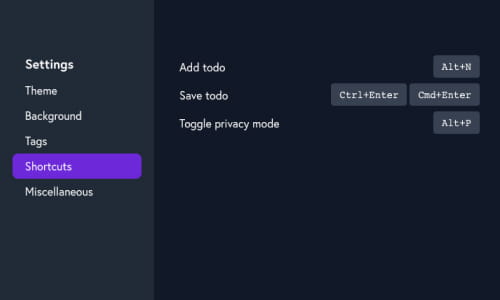 Settings
Theme
Background
Tags
Shortcuts
Miscellaneous
Add todo Alt+N
Save todo Ctrl+Enter Cmd+Enter
Toggle privacy mode Alt+P